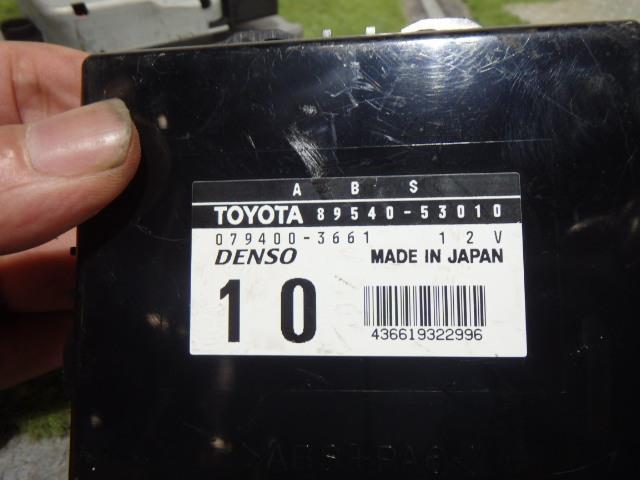 A B S
TOYOTA 89540-53010
079400-3661 12V
DENSO MADE IN JAPAN
10
436619322996